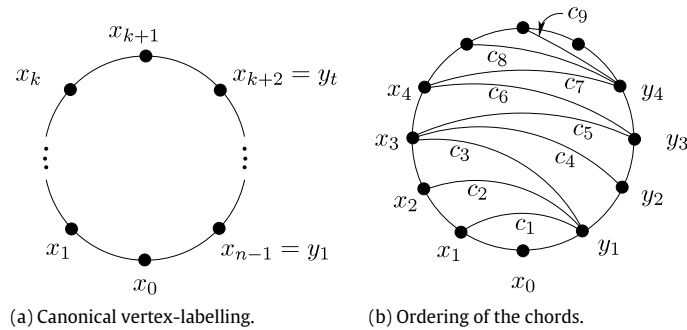 x_{k+1}
x_k
x_{k+2} = y_t
⋮ ⋮
x_1
x_{n-1} = y_1
x_0
(a) Canonical vertex-labelling.
c_9
c_8
x_4 c_7 y_4
c_6
x_3 c_5 y_3
c_3 c_4
x_2 c_2 y_2
x_1 c_1 y_1
x_0
(b) Ordering of the chords.